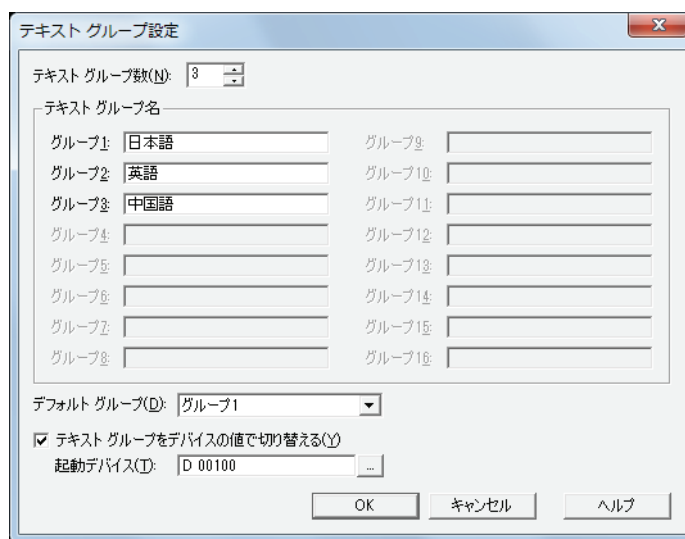 テキスト グループ設定
テキスト グループ数(N): 3
テキスト グループ名
グループ1: 日本語
グループ2: 英語
グループ3: 中国語
グループ4:
グループ5:
グループ6:
グループ7:
グループ8:
グループ9:
グループ10:
グループ11:
グループ12:
グループ13:
グループ14:
グループ15:
グループ16:
デフォルト グループ(D): グループ1
テキスト グループをデバイスの値で切り替える(Y)
起動デバイス(T): D 00100 ...
OK キャンセル ヘルプ